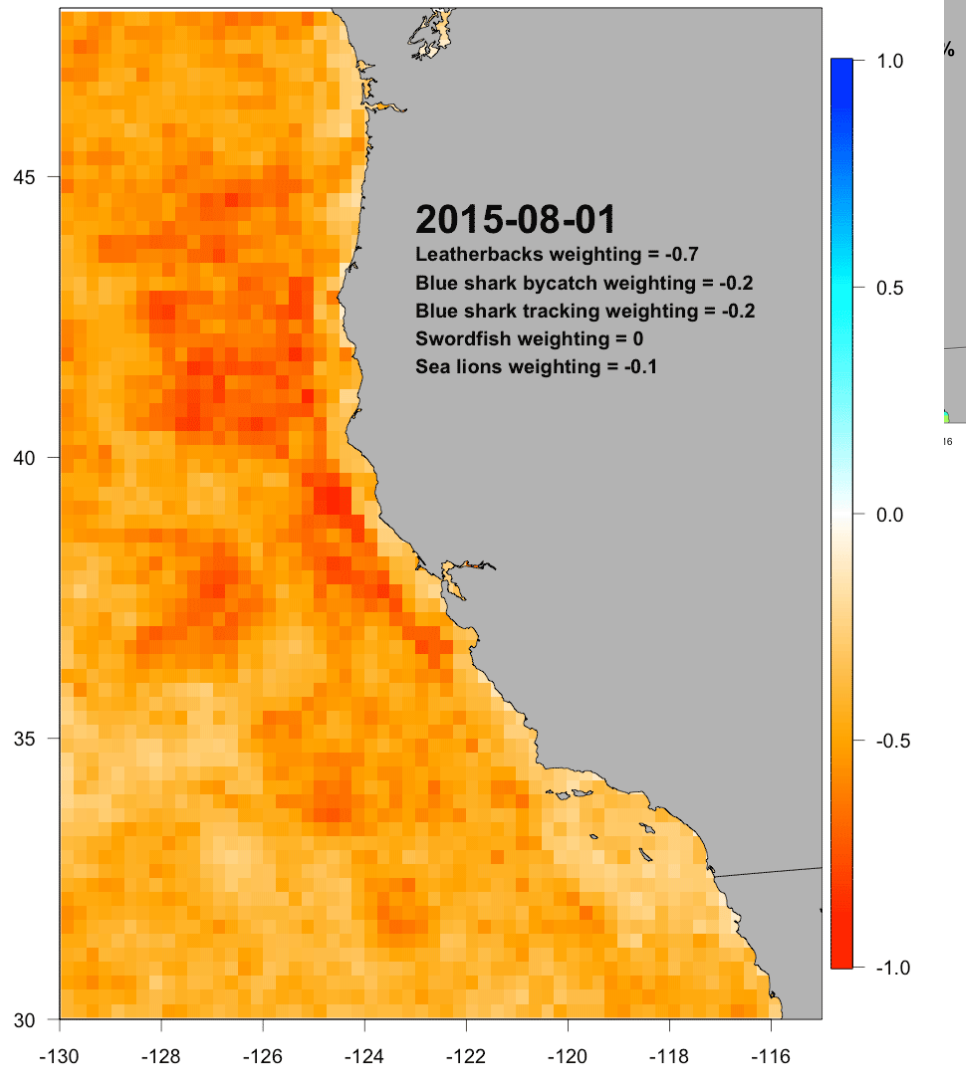 2015-08-01
Leatherbacks weighting = -0.7
Blue shark bycatch weighting = -0.2
Blue shark tracking weighting = -0.2
Swordfish weighting = 0
Sea lions weighting = -0.1
45
40
35
30
-130 -128 -126 -124 -122 -120 -118 -116
1.0
0.5
0.0
-0.5
-1.0
%
16